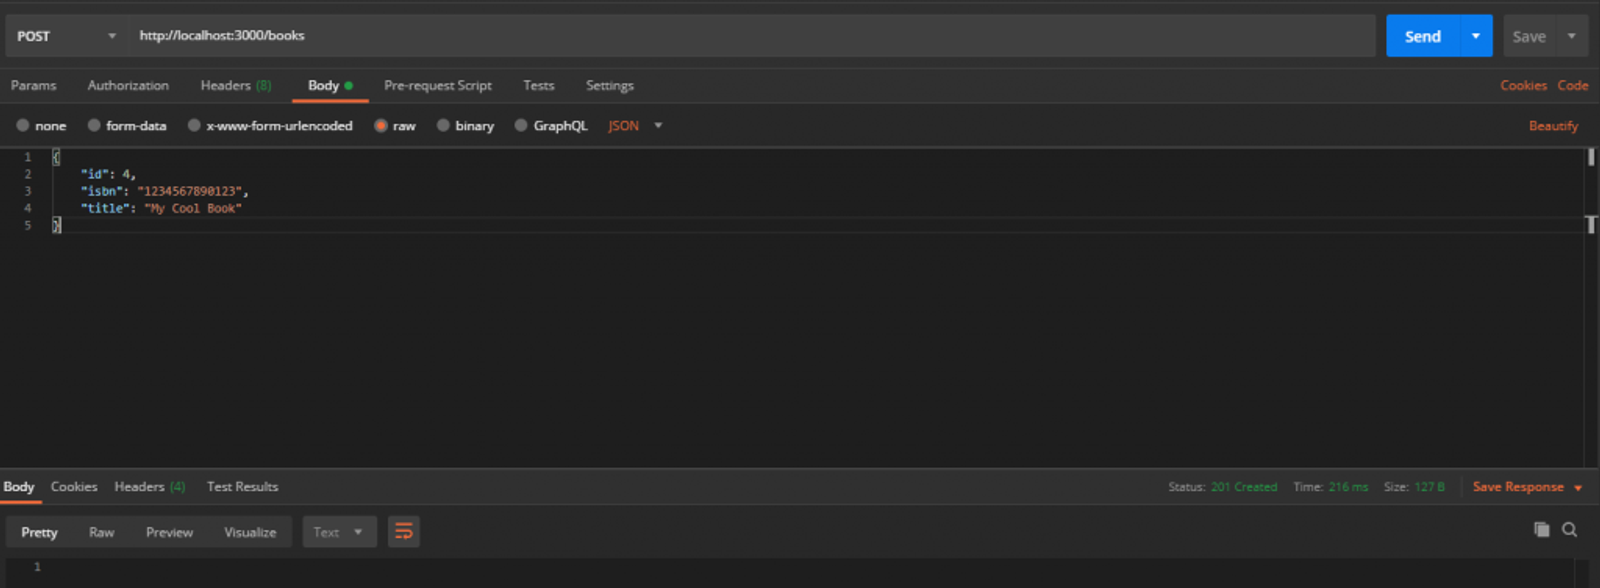 POST http://localhost:3000/books Send Save
Params Authorization Headers (8) Body Pre-request Script Tests Settings Cookies Code
none form-data x-www-form-urlencoded raw binary GraphQL JSON Beautify
1 {
2 "id": 4,
3 "isbn": "1234567890123",
4 "title": "My Cool Book"
5 }
Body Cookies Headers (4) Test Results Status: 201 Created Time: 216 ms Size: 127 B Save Response
Pretty Raw Preview Visualize Text
1